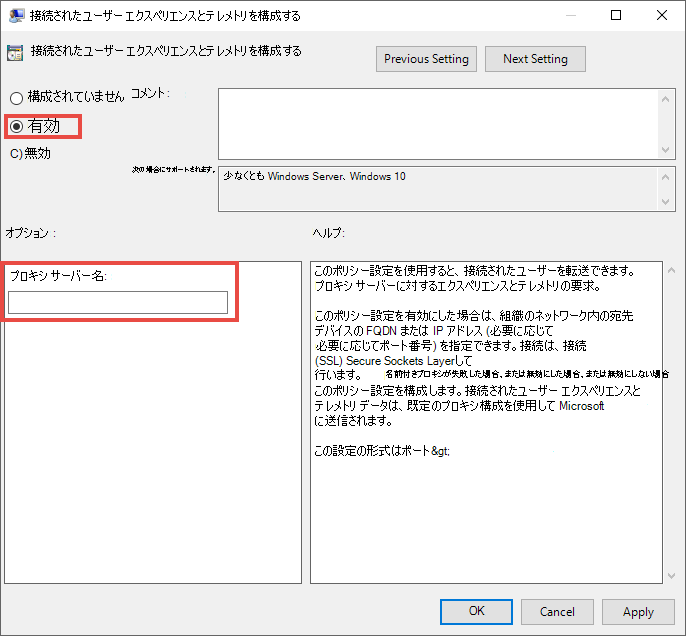 接続されたユーザー エクスペリエンスとテレメトリを構成する
接続されたユーザー エクスペリエンスとテレメトリを構成する
Previous Setting
Next Setting
構成されていません
コメント:
有効
C)無効
次の場合にサポートされます。
少なくとも Windows Server、Windows 10
オプション:
ヘルプ:
プロキシ サーバー名:
このポリシー設定を使用すると、接続されたユーザーを転送できます。
プロキシ サーバーに対するエクスペリエンスとテレメトリの要求。
このポリシー設定を有効にした場合は、組織のネットワーク内の宛先
デバイスの FQDN または IP アドレス (必要に応じて
必要に応じてポート番号) を指定できます。接続は、接続
(SSL) Secure Sockets Layerして
行います。 名前付きプロキシが失敗した場合、または無効にした場合、または無効にしない場合
このポリシー設定を構成します。接続されたユーザー エクスペリエンスと
テレメトリ データは、既定のプロキシ構成を使用して Microsoft
に送信されます。
この設定の形式はポート&gt;
OK
Cancel
Apply